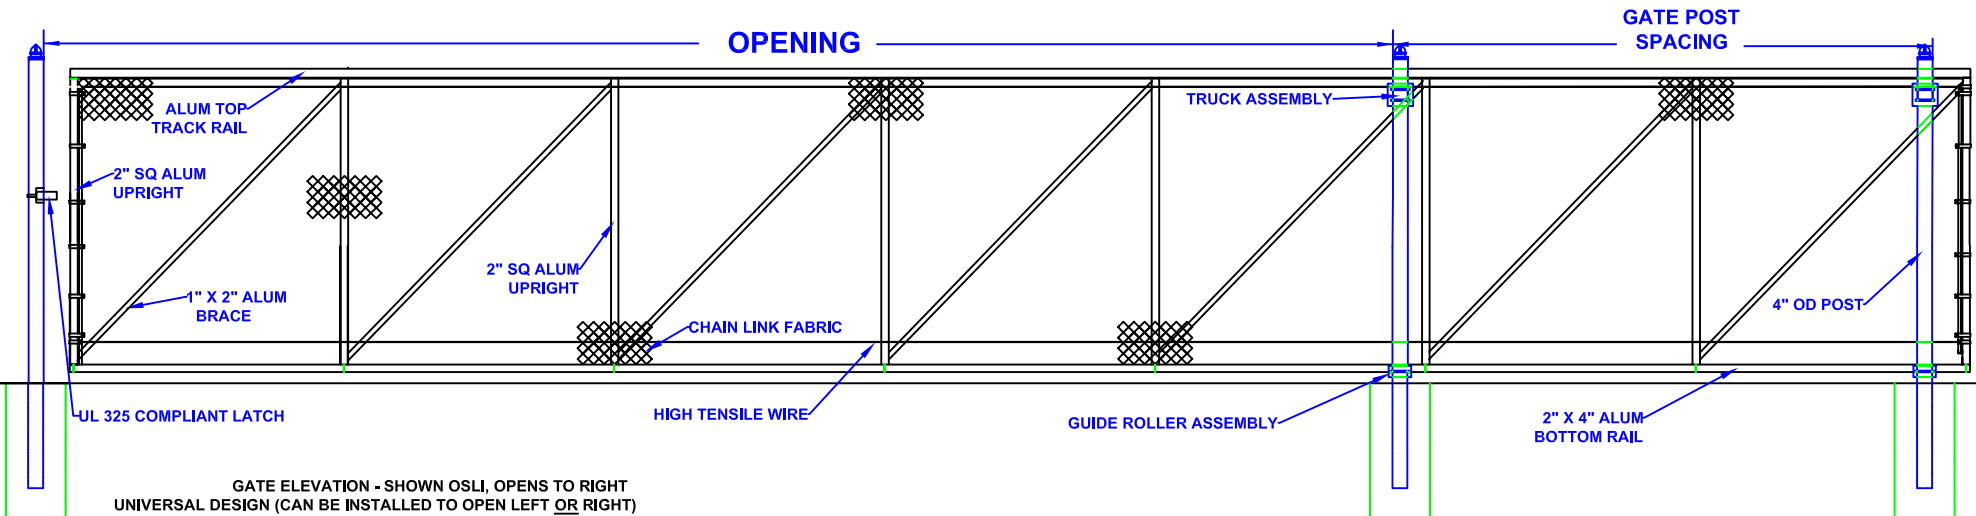 GATE POST
SPACING
OPENING
ALUM TOP
TRACK RAIL
TRUCK ASSEMBLY
2" SQ ALUM
UPRIGHT
2" SQ ALUM
UPRIGHT
1" X 2" ALUM
BRACE
4" OD POST
CHAIN LINK FABRIC
UL 325 COMPLIANT LATCH
HIGH TENSILE WIRE
GUIDE ROLLER ASSEMBLY
2" X 4" ALUM
BOTTOM RAIL
GATE ELEVATION - SHOWN OSLI, OPENS TO RIGHT
UNIVERSAL DESIGN (CAN BE INSTALLED TO OPEN LEFT OR RIGHT)